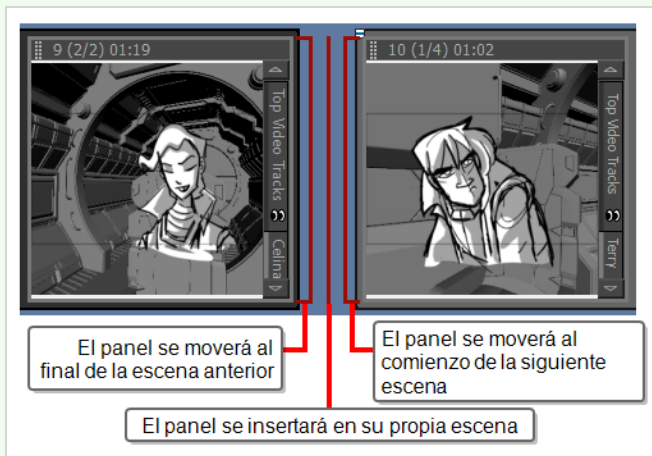 9 (2/2) 01:19
Top Video Tracks
Celina
10 (1/4) 01:02
Top Video Tracks
Terry
El panel se moverá al
final de la escena anterior
El panel se moverá al
comienzo de la siguiente
escena
El panel se insertará en su propia escena